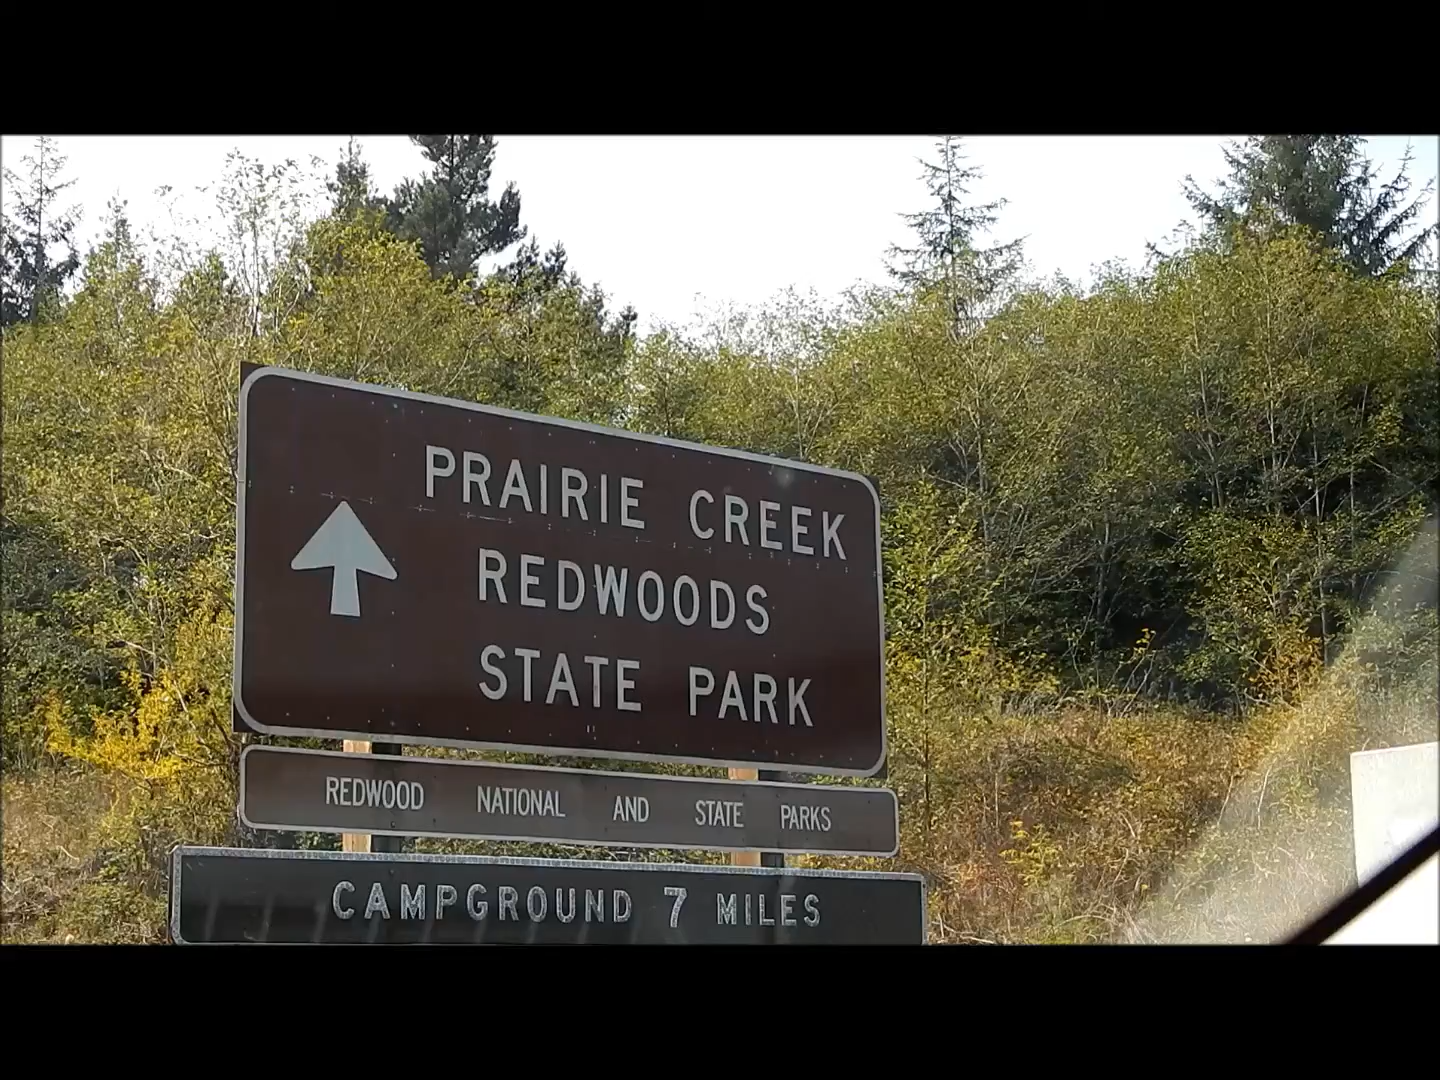 PRAIRIE CREEK
REDWOODS
STATE PARK
REDWOOD NATIONAL AND STATE PARKS
CAMPGROUND 7 MILES